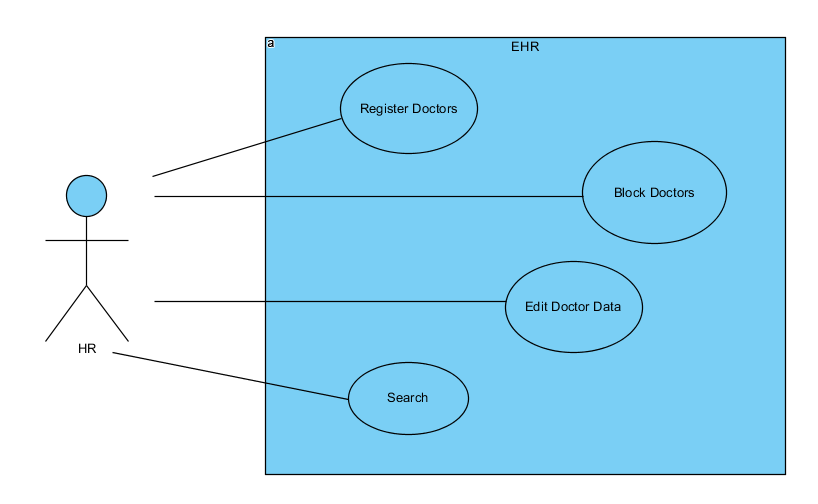 a
EHR
Register Doctors
Block Doctors
Edit Doctor Data
HR
Search